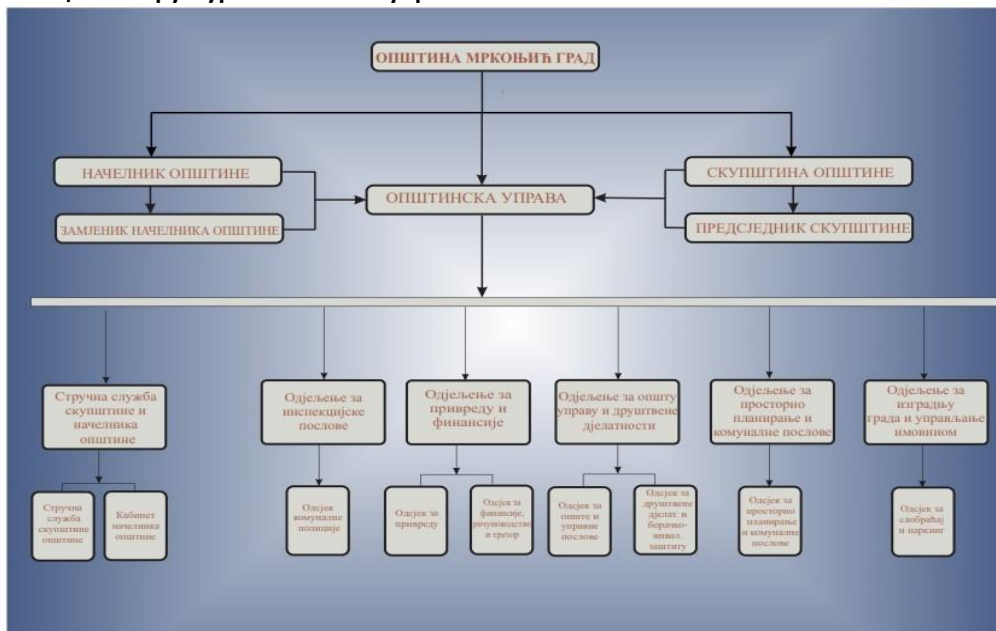 ОПШТИНА МРКОЊИЋ ГРАД
НАЧЕЛНИК ОПШТИНЕ
СКУПШТИНА ОПШТИНЕ
ОПШТИНСКА УПРАВА
ЗАМЈЕНИК НАЧЕЛНИКА ОПШТИНЕ
ПРЕДСЈЕДНИК СКУПШТИНЕ
Стручна служба
скупштине и
начелника
општине
Одјељење за
инспекцијске
послове
Одјељење за
привреду и
финансије
Одјељење за општу
управу и друштвене
дјелатности
Одјељење за
просторно
планирање и
комуналне послове
Одјељење за
изградњу
града и управљање
имовином
Стручна
служба
скупштине
општине
Кабинет
начелника
општине
Одсјек
комуналне
полиције
Одсјек за
привреду
Одсјек за
финансије,
рачуноводство
и трезор
Одсјек за
опште и
управне
послове
Одсјек за
друштвене
дјелат. и
борачко-
инвал.
заштиту
Одсјек за
просторно
планирање
и комуналне
послове
Одсјек за
саобраћај
и паркинг